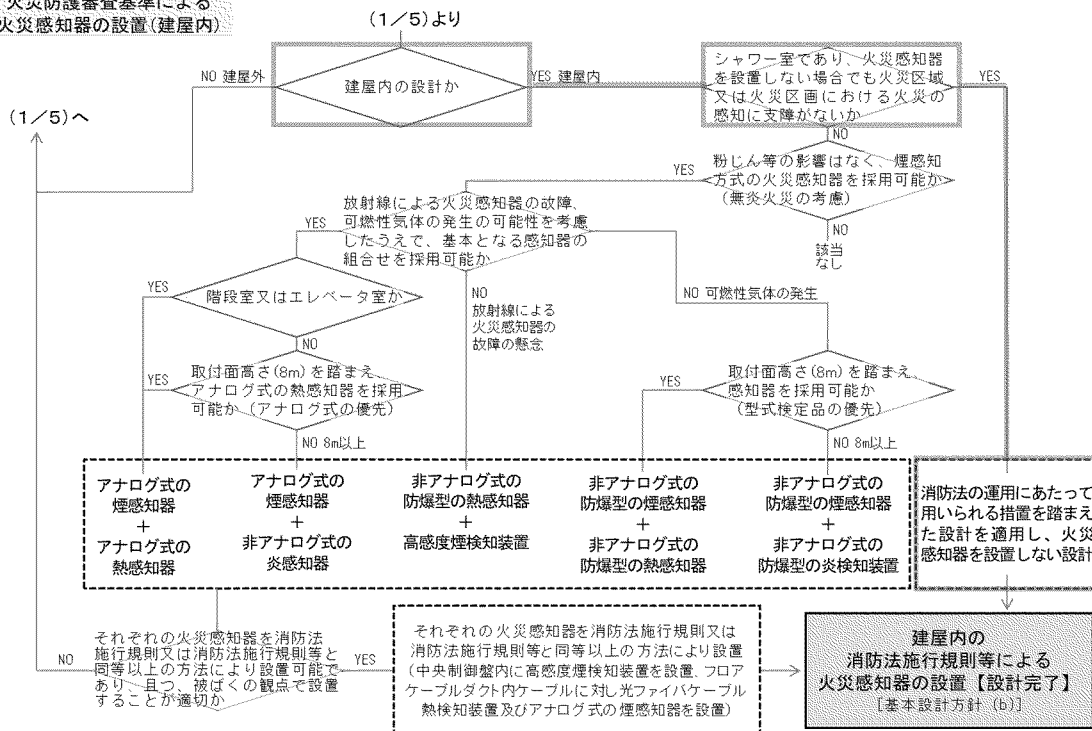 火災防護審査基準による
火災感知器の設置(建屋内)
(1/5)より
建屋内の設計か
NO 建屋外
YES 建屋内
(1/5)へ
シャワー室であり、火災感知器
を設置しない場合でも火災区域
又は火災区画における火災の
感知に支障がないか
YES
NO
粉じん等の影響はなく、煙感知
方式の火災感知器を採用可能か
(無炎火災の考慮)
YES
NO
該当
なし
放射線による火災感知器の故障、
可燃性気体の発生の可能性を考慮
したうえで、基本となる感知器の
組合せを採用可能か
YES
NO
放射線による
火災感知器の
故障の懸念
NO 可燃性気体の発生
階段室又はエレベータ室か
YES
NO
取付面高さ(8m)を踏まえ
アナログ式の熱感知器を採用
可能か(アナログ式の優先)
YES
NO 8m以上
取付面高さ(8m)を踏まえ
感知器を採用可能か
(型式検定品の優先)
YES
NO 8m以上
アナログ式の
煙感知器
+
アナログ式の
熱感知器
アナログ式の
煙感知器
+
非アナログ式の
炎感知器
非アナログ式の
防爆型の熱感知器
+
高感度煙検知装置
非アナログ式の
防爆型の煙感知器
+
非アナログ式の
防爆型の熱感知器
非アナログ式の
防爆型の煙感知器
+
非アナログ式の
防爆型の炎検知装置
消防法の運用にあたって
用いられる措置を踏まえ
た設計を適用し、火災
感知器を設置しない設計
それぞれの火災感知器を消防法
施行規則又は消防法施行規則等と
同等以上の方法により設置可能で
あり、且つ、被ばくの観点で設置
することが適切か
NO
YES
それぞれの火災感知器を消防法施行規則又は
消防法施行規則等と同等以上の方法により設置
(中央制御盤内に高感度煙検知装置を設置、フロア
ケーブルダクト内ケーブルに対し光ファイバケーブル
熱検知装置及びアナログ式の煙感知器を設置)
建屋内の
消防法施行規則等による
火災感知器の設置【設計完了】
[基本設計方針 (b)]